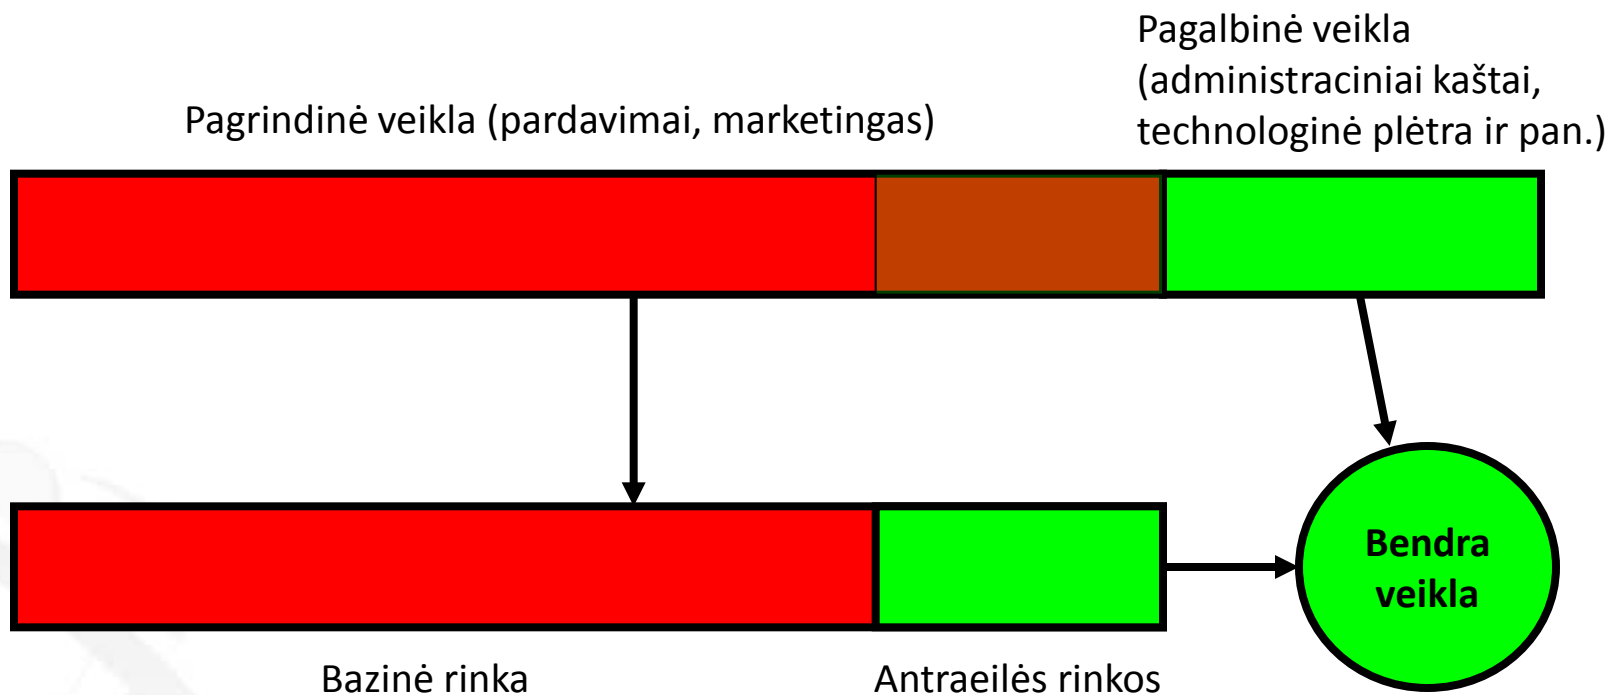 Pagalbinė veikla
(administraciniai kaštai,
technologinė plėtra ir pan.)
Pagrindinė veikla (pardavimai, marketingas)
Bendra
veikla
Bazinė rinka
Antraeilės rinkos